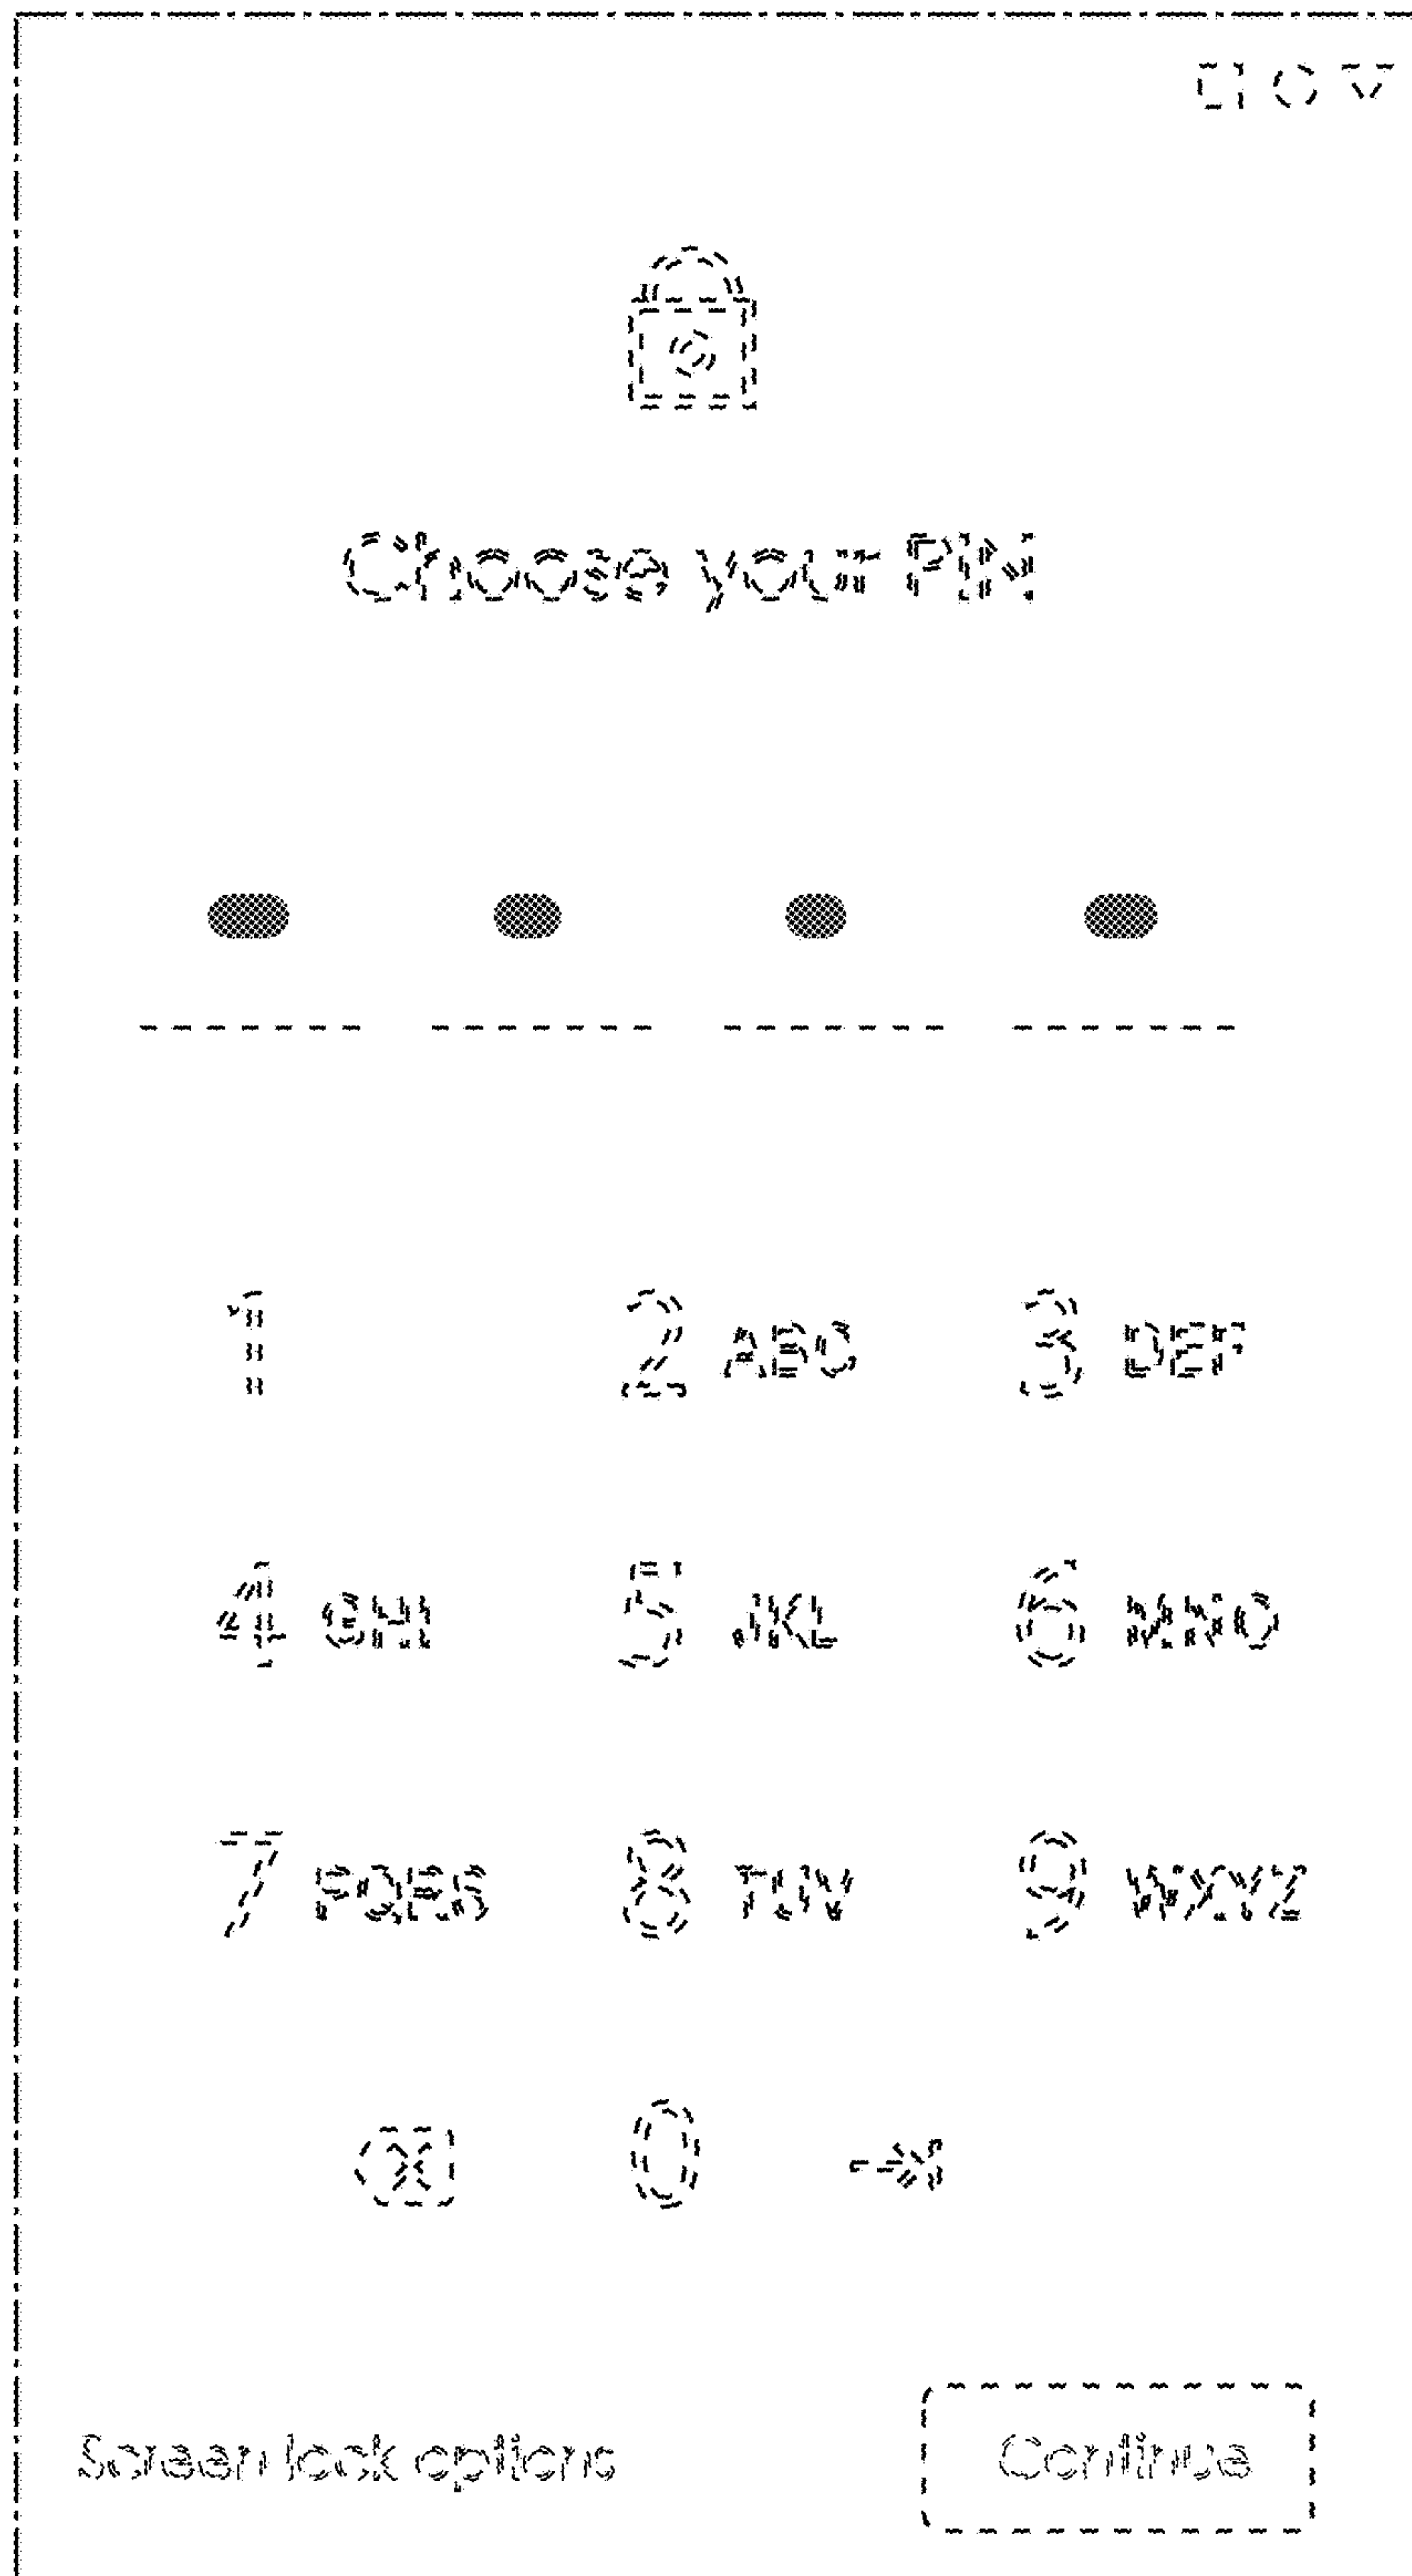 Choose your PIN
1 2 ABC 3 DEF
4 GHI 5 JKL 6 MNO
7 PQRS 8 TUV 9 WXYZ
0
Screen lock options Continue